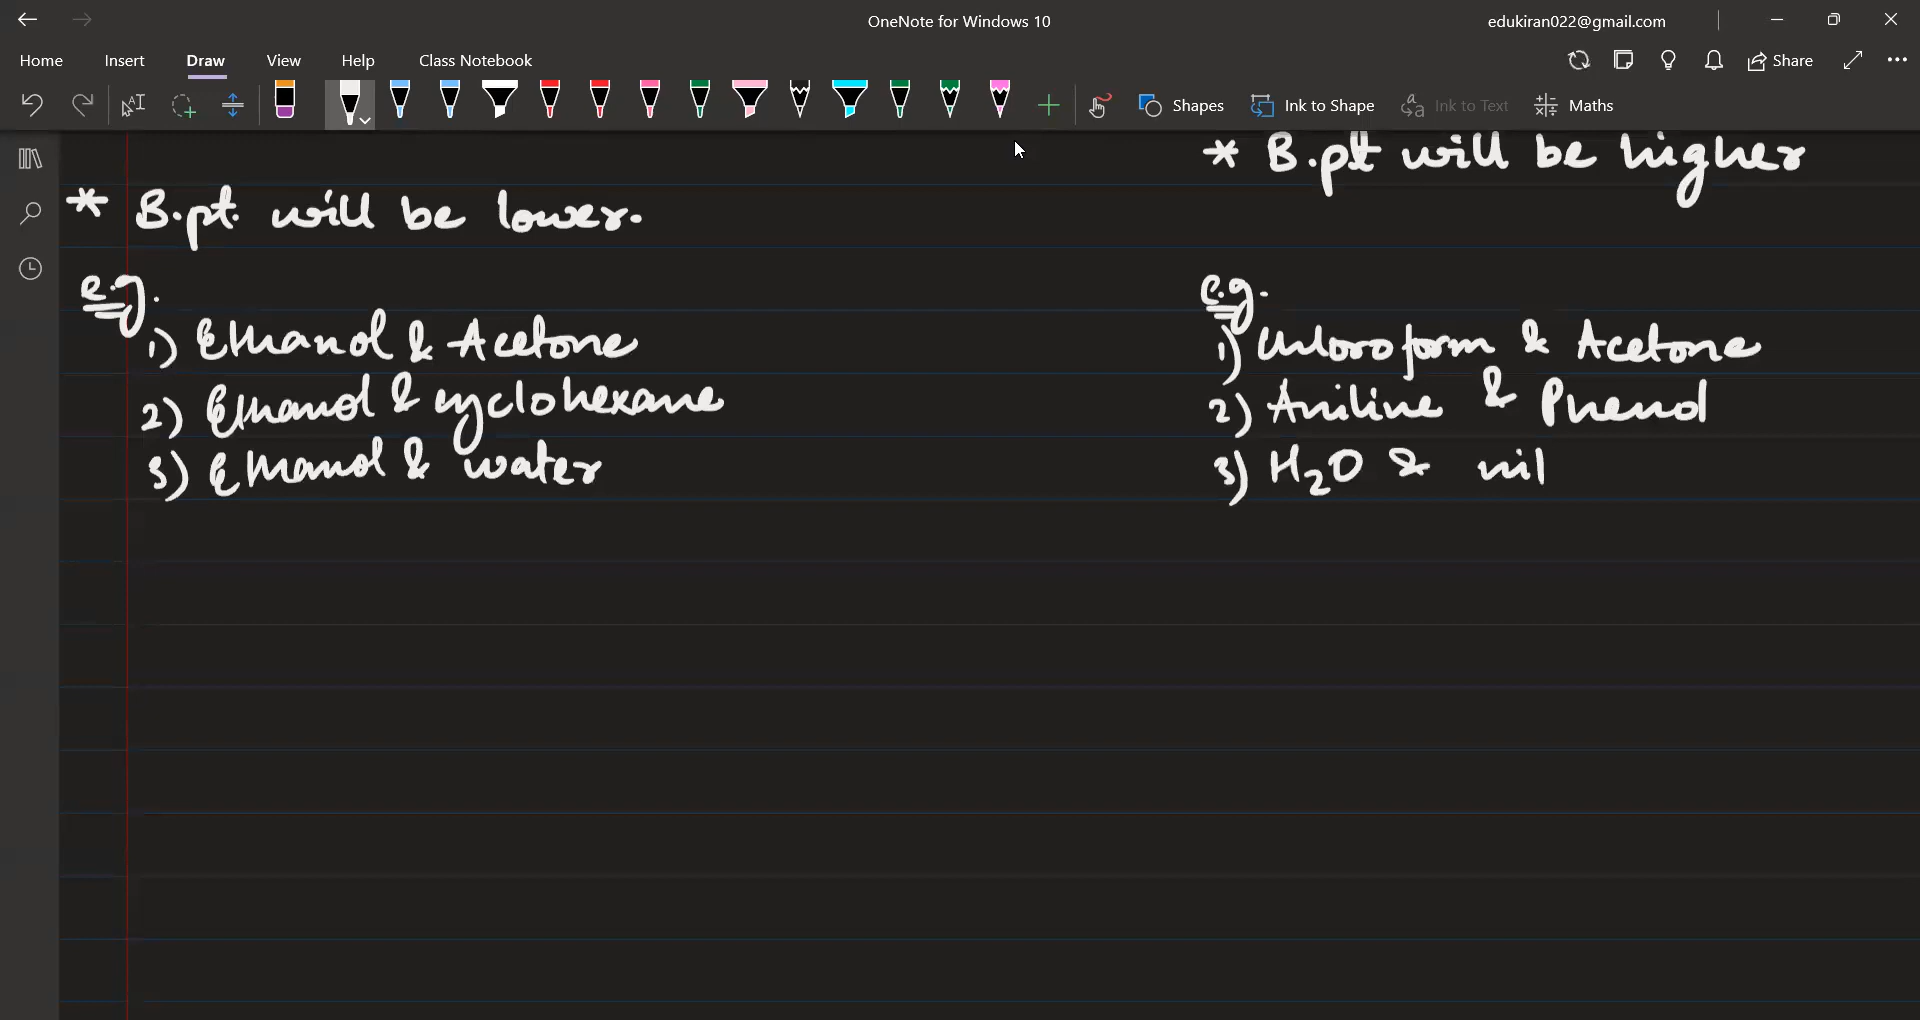 OneNote for Windows 10
edukiran022@gmail.com
Home Insert Draw View Help Class Notebook
Share
Shapes Ink to Shape Ink to Text Maths
* B.pt will be higher
* B.pt. will be lower.
e.g.
1) Ethanol & Acetone
2) Ethanol & cyclohexane
3) Ethanol & water
e.g.
1) Chloroform & Acetone
2) Aniline & Phenol
3) H₂O &